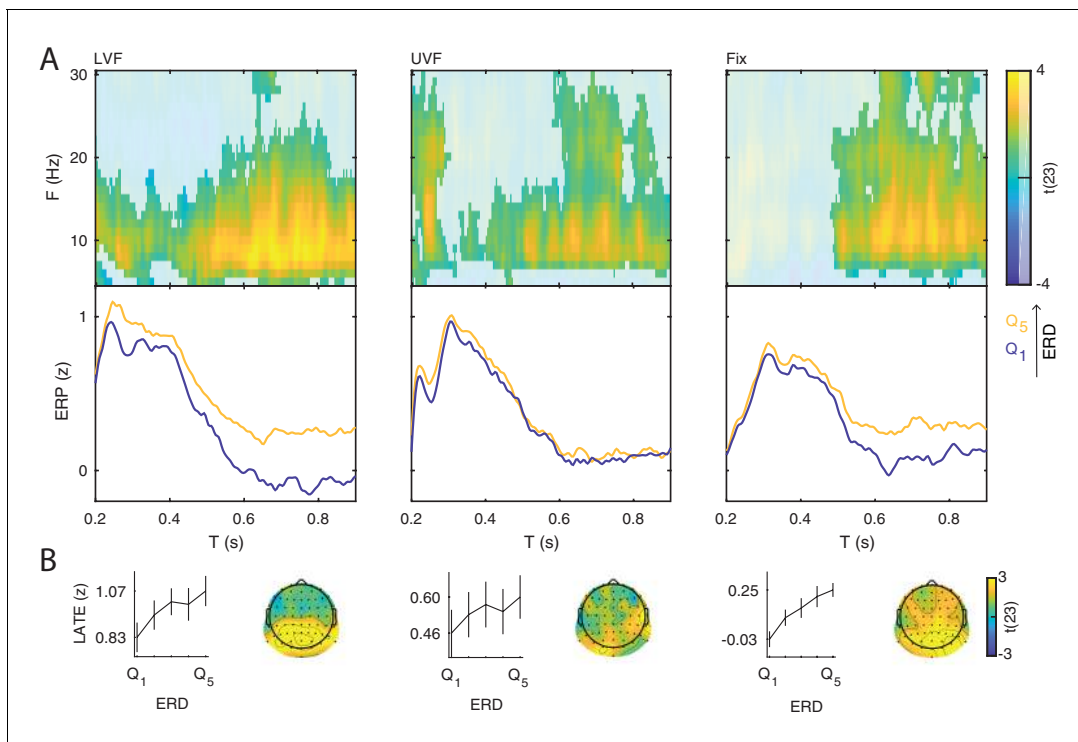 A
LVF
UVF
Fix
30
20
10
F (Hz)
4
t(23)
-4
1
0
ERP (z)
Q5
Q1
ERD
0.2 0.4 0.6 0.8
0.2 0.4 0.6 0.8
0.2 0.4 0.6 0.8
T (s)
T (s)
T (s)
B
LATE (z)
1.07
0.83
Q1 Q5
ERD
0.60
0.46
Q1 Q5
ERD
0.25
-0.03
Q1 Q5
ERD
3
t(23)
-3